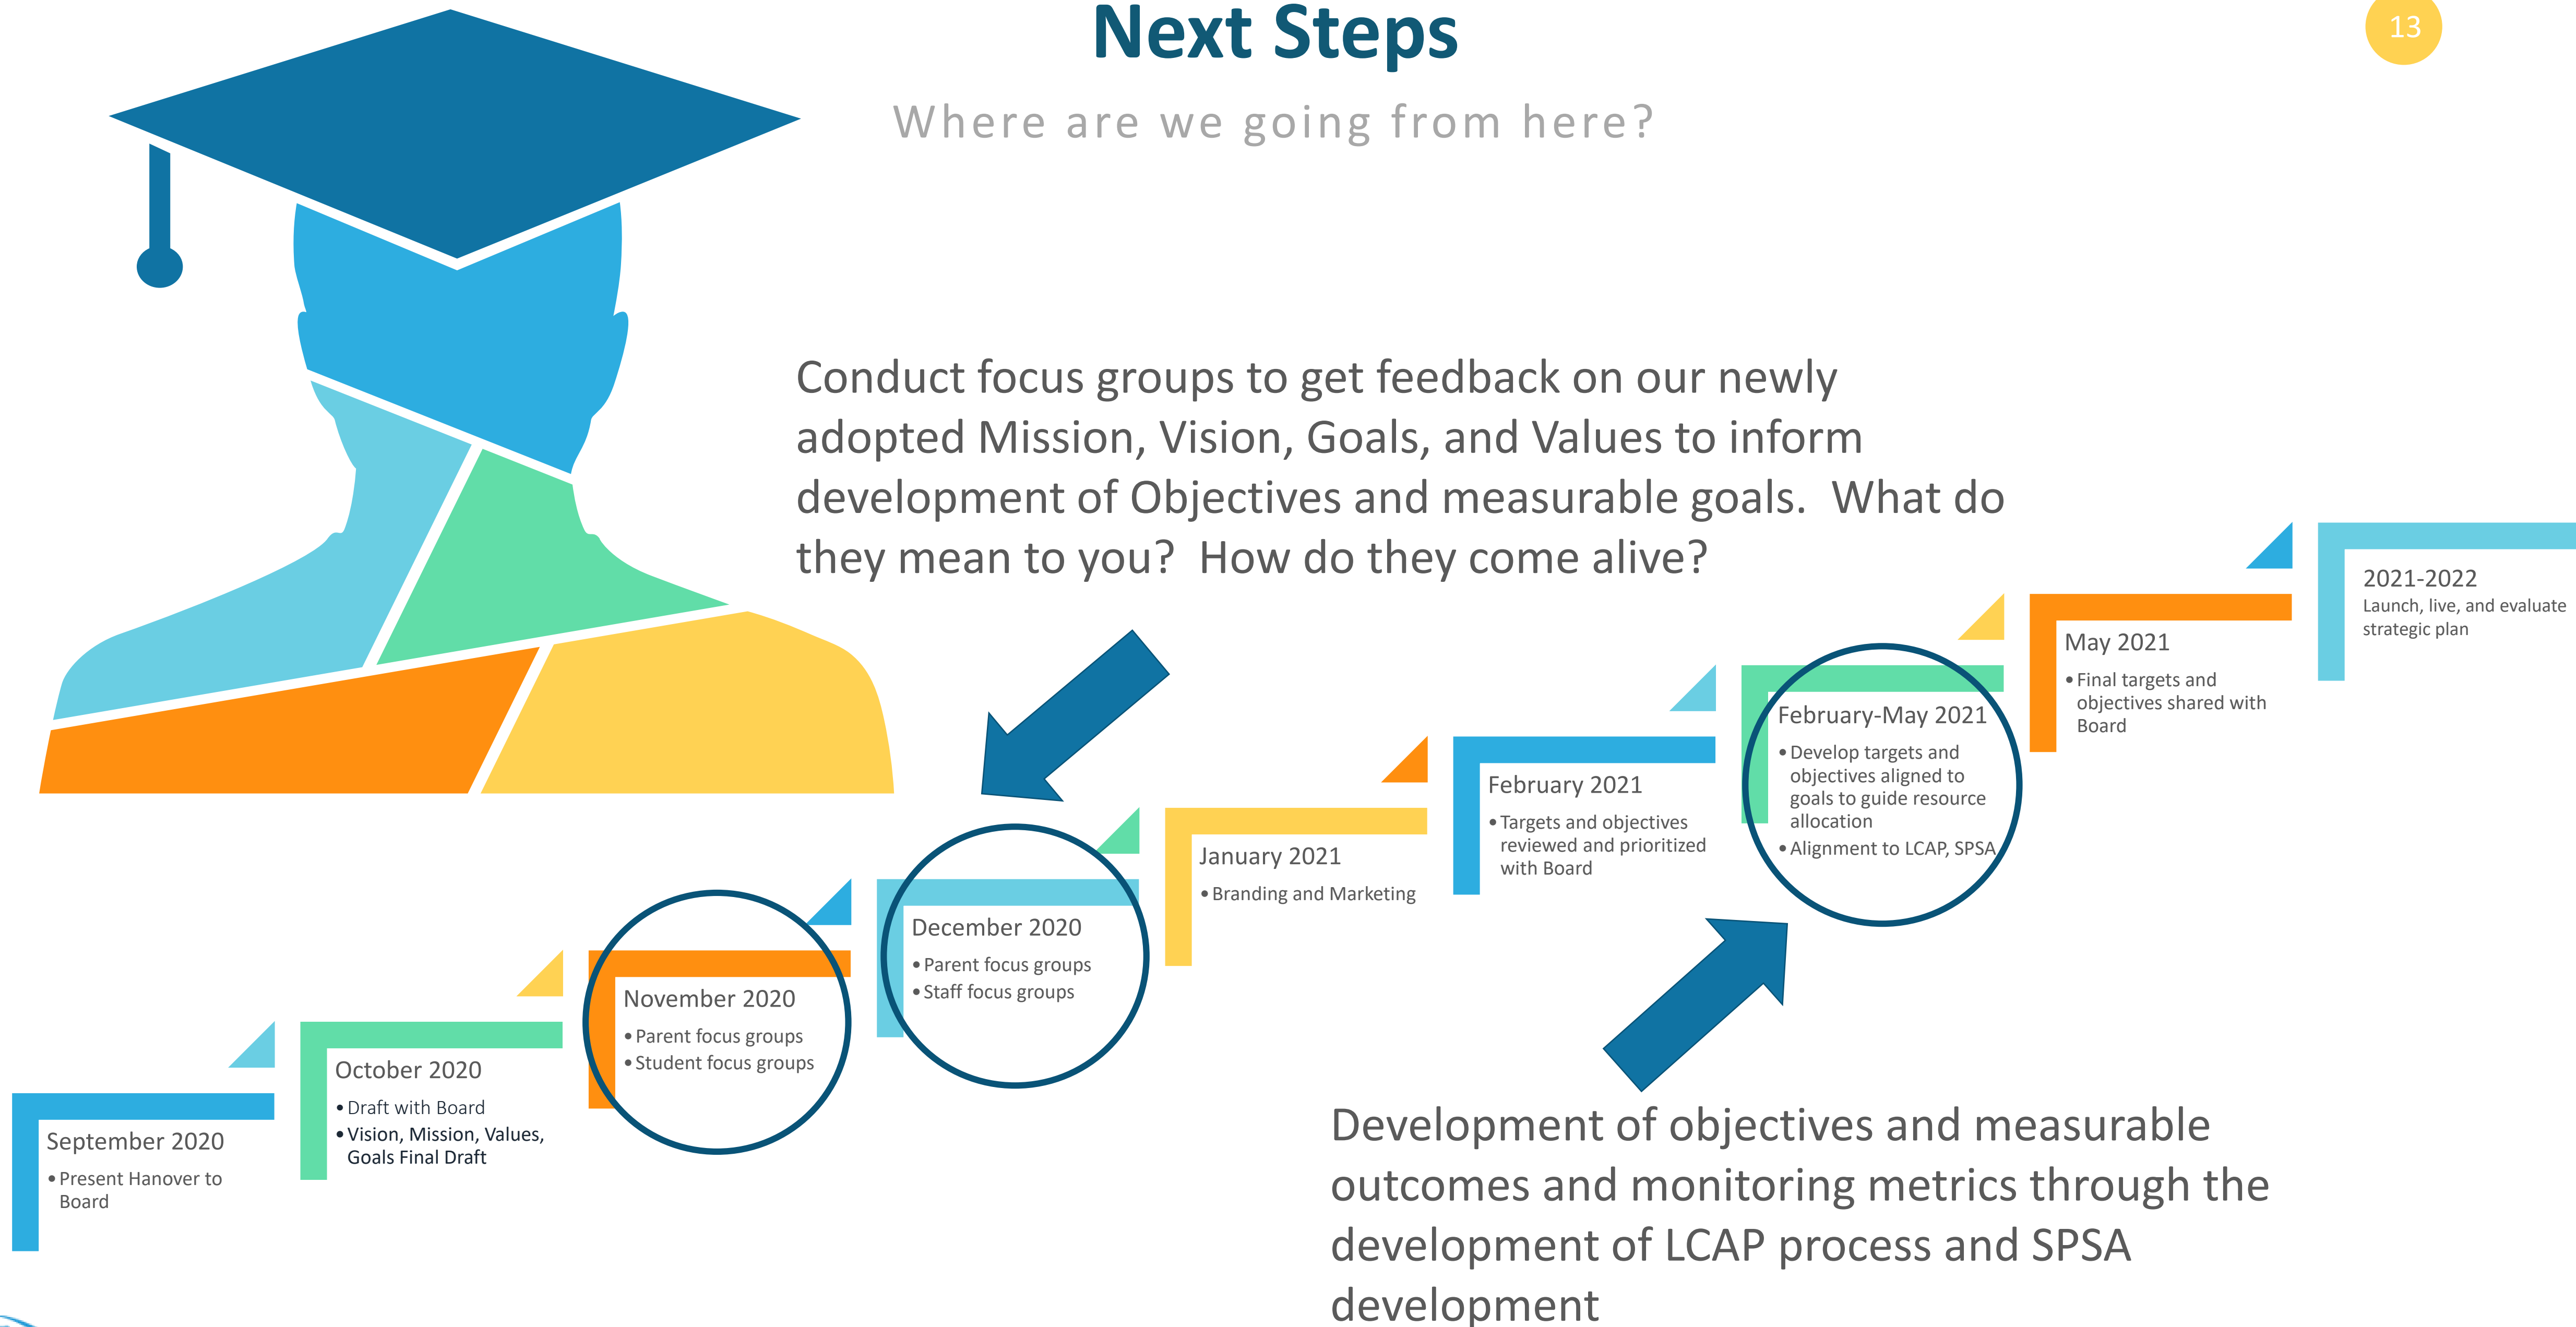 Next Steps
13
Where are we going from here?
Conduct focus groups to get feedback on our newly
adopted Mission, Vision, Goals, and Values to inform
development of Objectives and measurable goals.  What do
they mean to you?  How do they come alive?
September 2020
• Present Hanover to
Board
October 2020
• Draft with Board
• Vision, Mission, Values,
Goals Final Draft
November 2020
• Parent focus groups
• Student focus groups
December 2020
• Parent focus groups
• Staff focus groups
January 2021
• Branding and Marketing
February 2021
• Targets and objectives
reviewed and prioritized
with Board
February-May 2021
• Develop targets and
objectives aligned to
goals to guide resource
allocation
• Alignment to LCAP, SPSA
May 2021
• Final targets and
objectives shared with
Board
2021-2022
Launch, live, and evaluate
strategic plan
Development of objectives and measurable
outcomes and monitoring metrics through the
development of LCAP process and SPSA
development